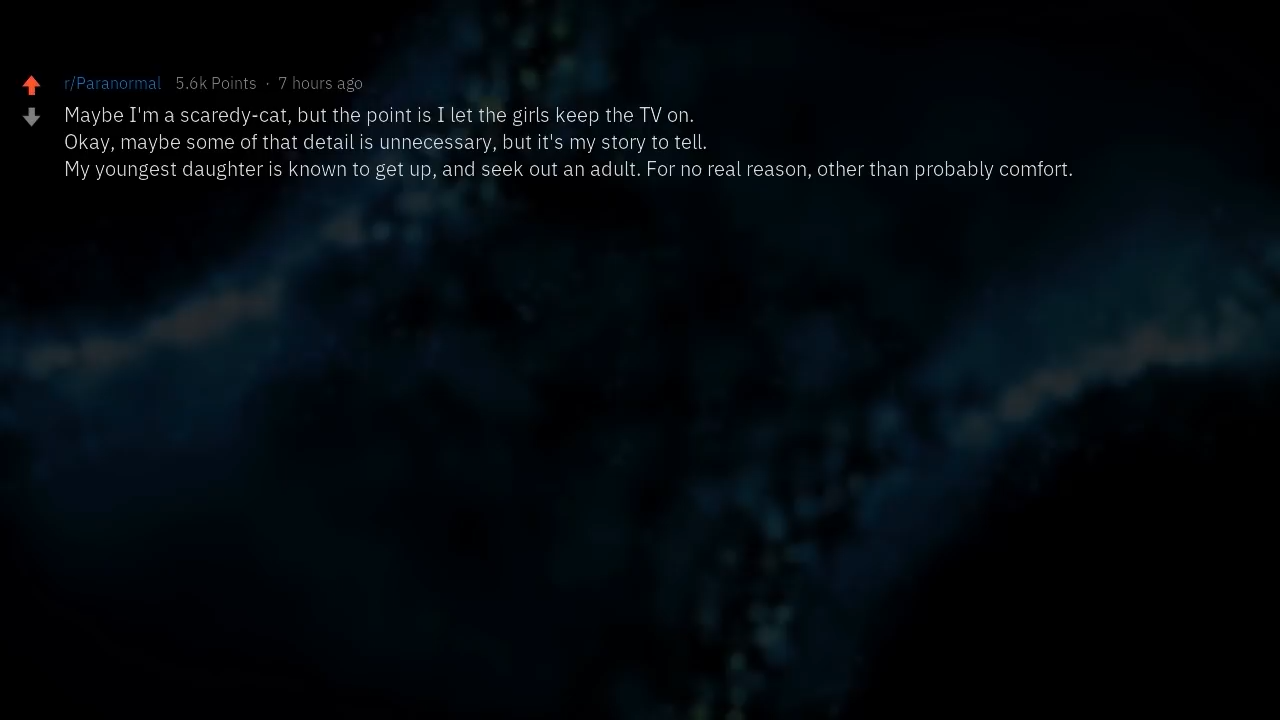 r/Paranormal 5.6k Points · 7 hours ago
Maybe I'm a scaredy-cat, but the point is I let the girls keep the TV on.
Okay, maybe some of that detail is unnecessary, but it's my story to tell.
My youngest daughter is known to get up, and seek out an adult. For no real reason, other than probably comfort.